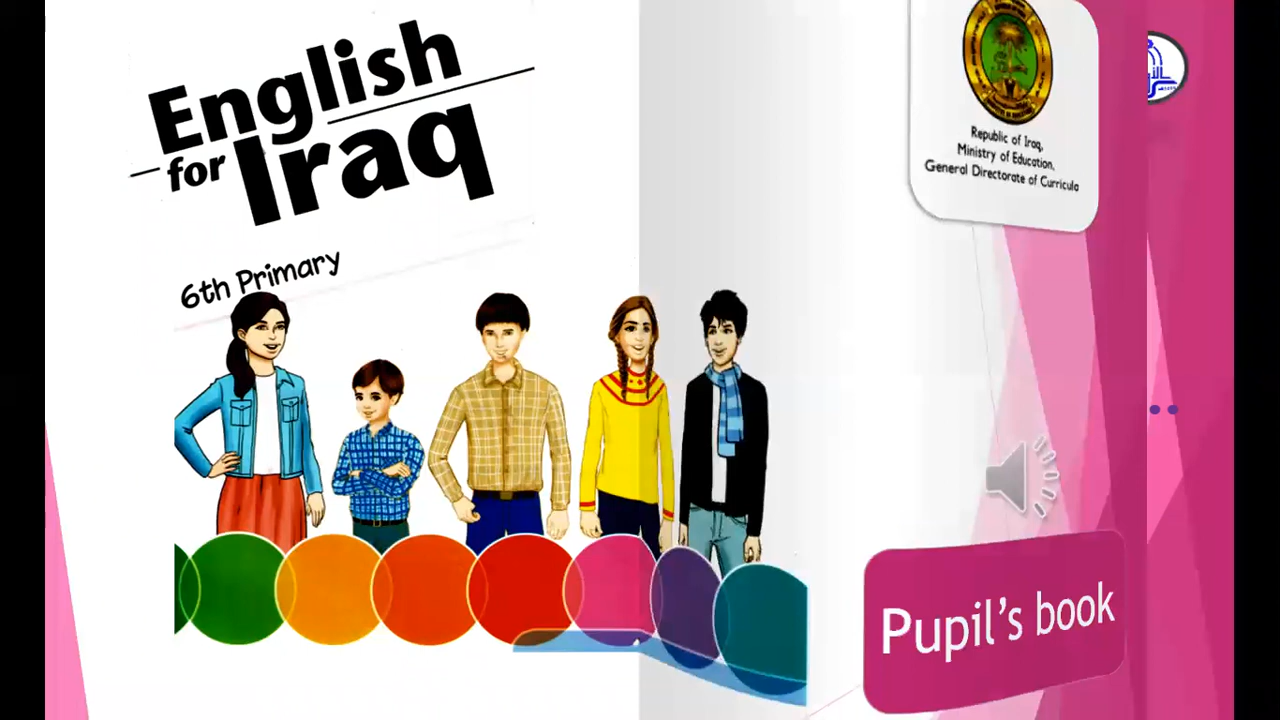 English
for Iraq
6th Primary
Republic of Iraq,
Ministry of Education,
General Directorate of Curricula
Pupil's book